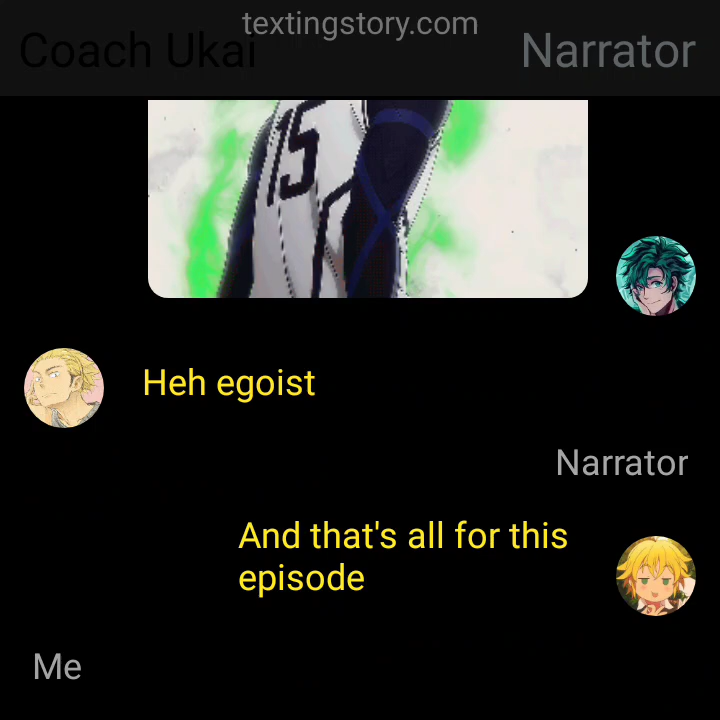 textingstory.com
Coach Ukai
Narrator
15
Heh egoist
Narrator
And that's all for this
episode
Me